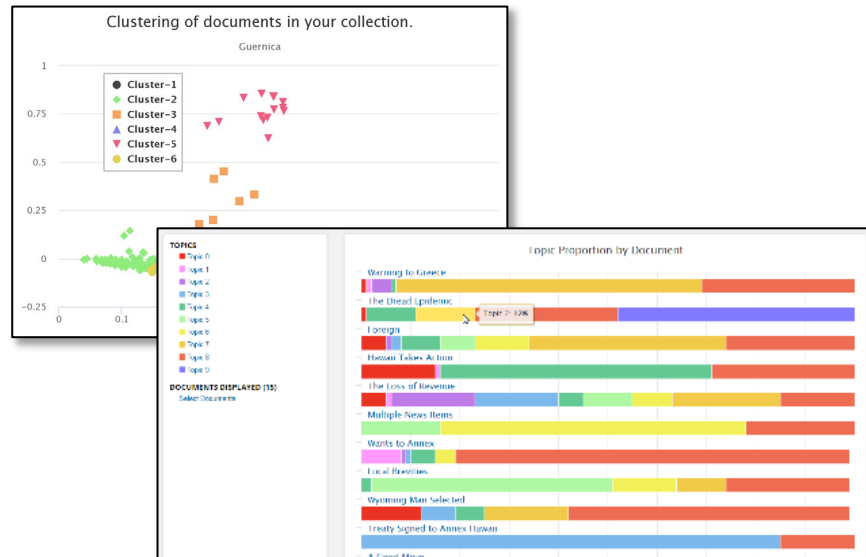 Clustering of documents in your collection.
Guernica
1
Cluster-1
Cluster-2
0.75
Cluster-3
Cluster-4
Cluster-5
0.5
Cluster-6
0.25
0
-0.25
0
0.1
TOPICS
Topic 0
Topic 1
Topic 2
Topic 3
Topic 4
Topic 5
Topic 6
Topic 7
Topic 8
Topic 9
DOCUMENTS DISPLAYED (15)
Select Documents
Topic Proportion by Document
Warning to Greece
The Dread Epidemic
Topic 7: 12%
Foreign
Hawaii Takes Action
The Loss of Revenue
Multiple News Items
Wants to Annex
Local Brevities
Wyoming Man Selected
Treaty Signed to Annex Hawaii